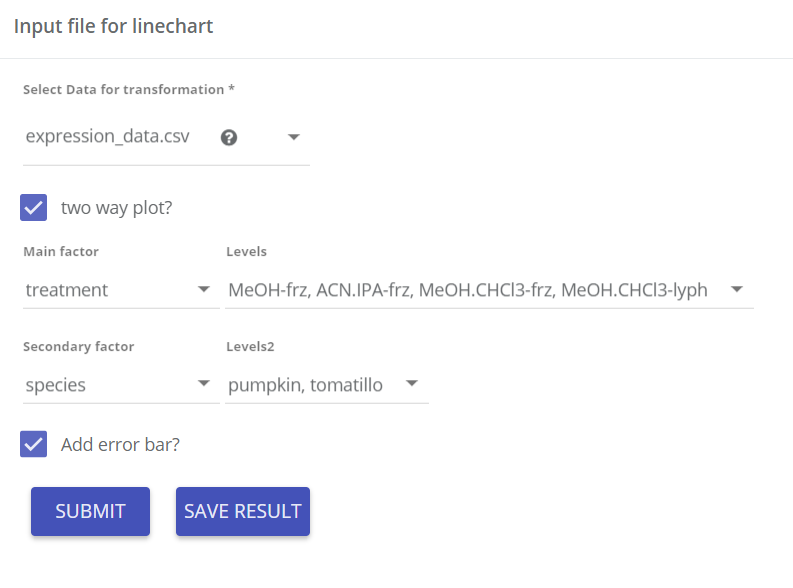 Input file for linechart
Select Data for transformation *
expression_data.csv ?
two way plot?
Main factor Levels
treatment MeOH-frz, ACN.IPA-frz, MeOH.CHCl3-frz, MeOH.CHCl3-lyph
Secondary factor Levels2
species pumpkin, tomatillo
Add error bar?
SUBMIT SAVE RESULT